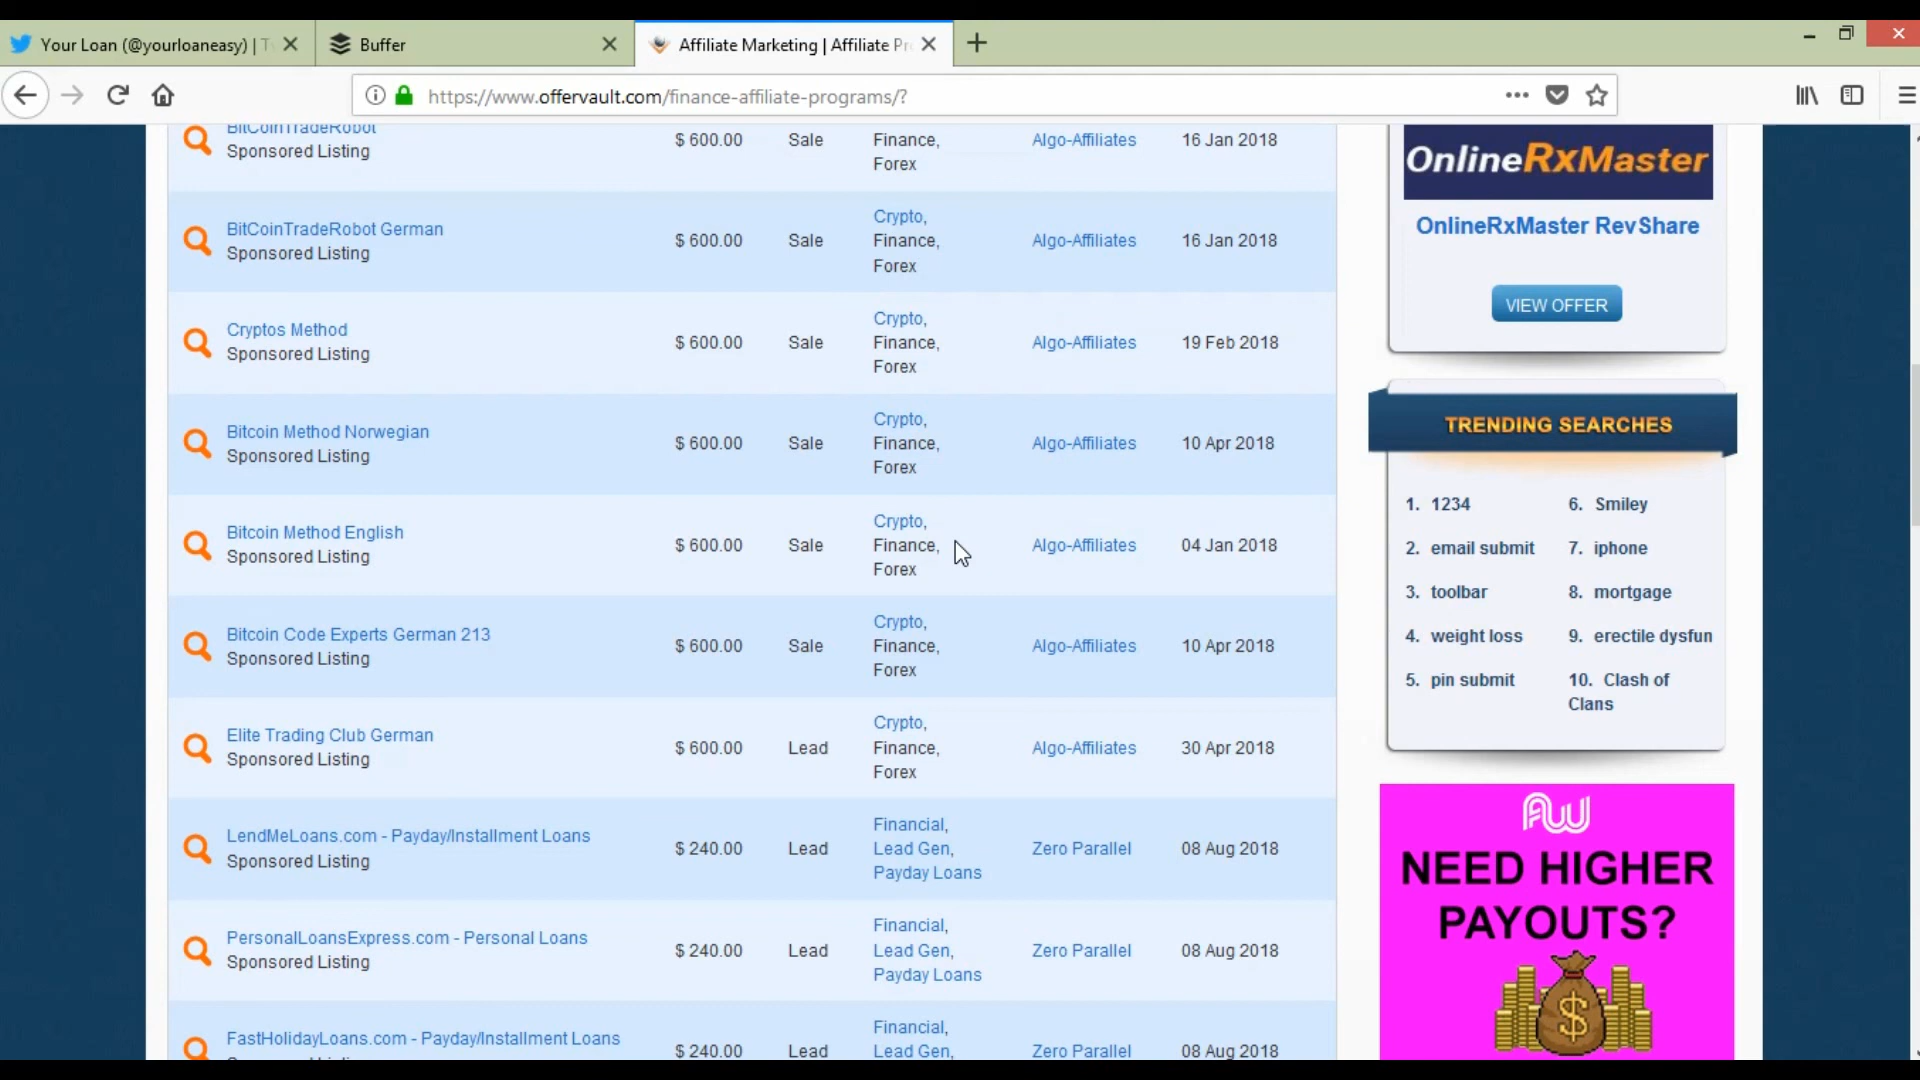 Your Loan (@yourloaneasy) | T
Buffer
Affiliate Marketing | Affiliate Pr
https://www.offervault.com/finance-affiliate-programs/?
BitCoinTradeRobot
Sponsored Listing
$ 600.00
Sale
Finance,
Forex
Algo-Affiliates
16 Jan 2018
BitCoinTradeRobot German
Sponsored Listing
$ 600.00
Sale
Crypto,
Finance,
Forex
Algo-Affiliates
16 Jan 2018
Cryptos Method
Sponsored Listing
$ 600.00
Sale
Crypto,
Finance,
Forex
Algo-Affiliates
19 Feb 2018
Bitcoin Method Norwegian
Sponsored Listing
$ 600.00
Sale
Crypto,
Finance,
Forex
Algo-Affiliates
10 Apr 2018
Bitcoin Method English
Sponsored Listing
$ 600.00
Sale
Crypto,
Finance,
Forex
Algo-Affiliates
04 Jan 2018
Bitcoin Code Experts German 213
Sponsored Listing
$ 600.00
Sale
Crypto,
Finance,
Forex
Algo-Affiliates
10 Apr 2018
Elite Trading Club German
Sponsored Listing
$ 600.00
Lead
Crypto,
Finance,
Forex
Algo-Affiliates
30 Apr 2018
LendMeLoans.com - Payday/Installment Loans
Sponsored Listing
$ 240.00
Lead
Financial,
Lead Gen,
Payday Loans
Zero Parallel
08 Aug 2018
PersonalLoansExpress.com - Personal Loans
Sponsored Listing
$ 240.00
Lead
Financial,
Lead Gen,
Payday Loans
Zero Parallel
08 Aug 2018
FastHolidayLoans.com - Payday/Installment Loans
$ 240.00
Lead
Financial,
Lead Gen,
Zero Parallel
08 Aug 2018
OnlineRxMaster
OnlineRxMaster RevShare
VIEW OFFER
TRENDING SEARCHES
1. 1234
2. email submit
3. toolbar
4. weight loss
5. pin submit
6. Smiley
7. iphone
8. mortgage
9. erectile dysfun
10. Clash of
Clans
NEED HIGHER
PAYOUTS?
$